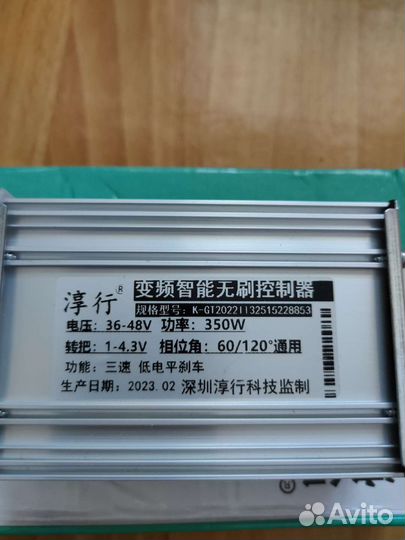 淳行®
变频智能无刷控制器
规格型号: K-GT20221132515228853
电压: 36-48V 功率: 350W
转把: 1-4.3V 相位角: 60/120°通用
功能: 三速 低电平刹车
生产日期: 2023.02 深圳淳行科技监制
Avito